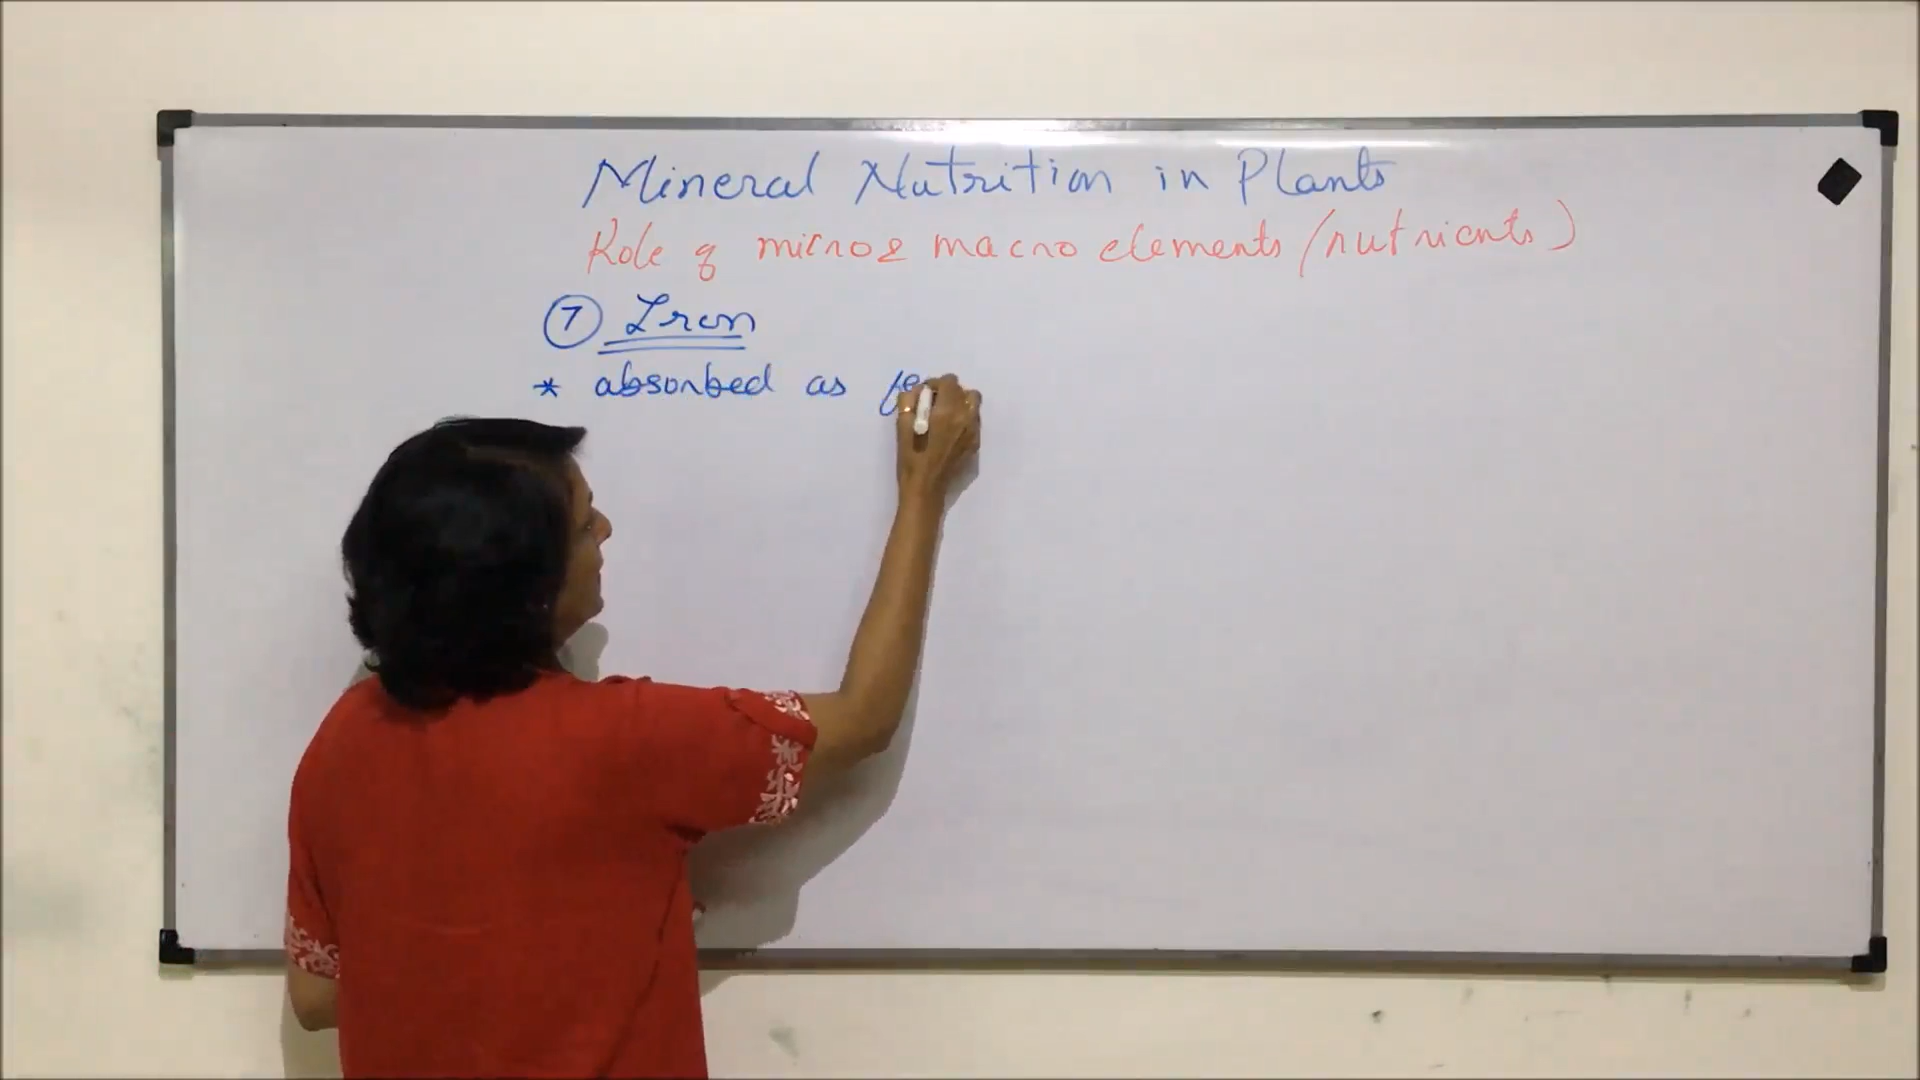 Mineral Nutrition in Plants
Role of micro & macro elements (nutrients)
7 Iron
* absorbed as fe